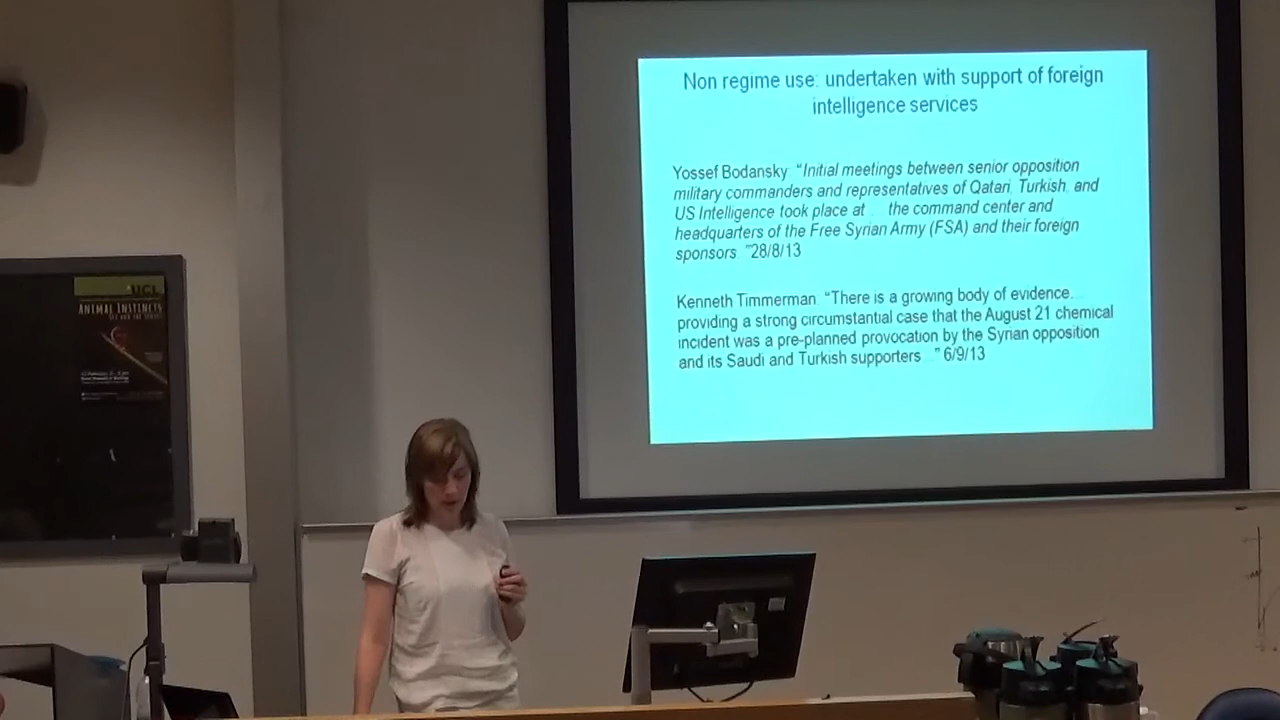 Non regime use: undertaken with support of foreign
intelligence services
Yossef Bodansky: "Initial meetings between senior opposition
military commanders and representatives of Qatari, Turkish, and
US Intelligence took place at ... the command center and
headquarters of the Free Syrian Army (FSA) and their foreign
sponsors..."28/8/13
Kenneth Timmerman: "There is a growing body of evidence...
providing a strong circumstantial case that the August 21 chemical
incident was a pre-planned provocation by the Syrian opposition
and its Saudi and Turkish supporters..." 6/9/13
UCL
ANIMAL INSTINCTS